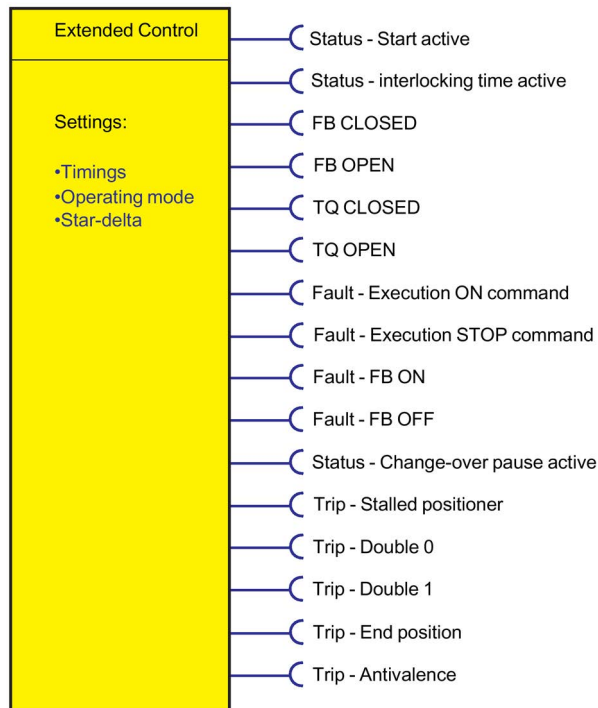 Extended Control
Settings:
•Timings
•Operating mode
•Star-delta
Status - Start active
Status - interlocking time active
FB CLOSED
FB OPEN
TQ CLOSED
TQ OPEN
Fault - Execution ON command
Fault - Execution STOP command
Fault - FB ON
Fault - FB OFF
Status - Change-over pause active
Trip - Stalled positioner
Trip - Double 0
Trip - Double 1
Trip - End position
Trip - Antivalence